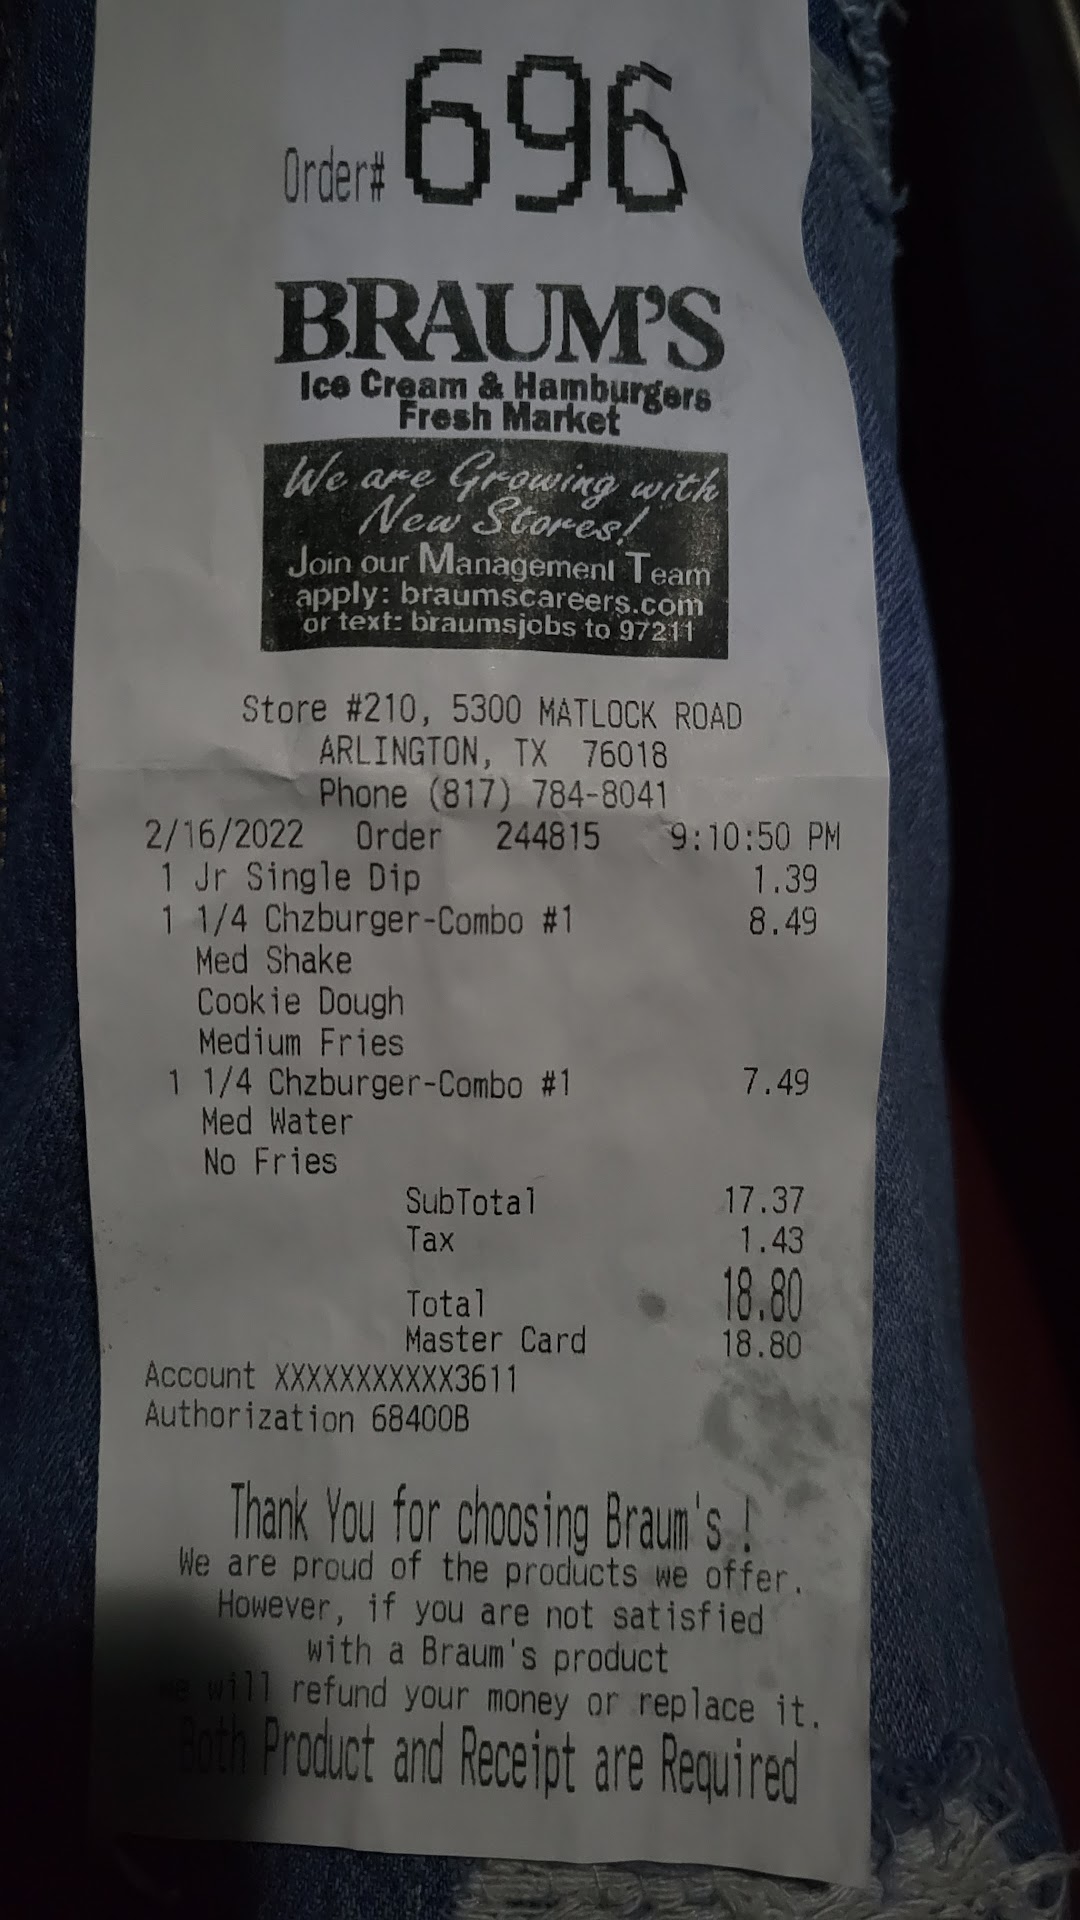 Order# 696
BRAUM'S
Ice Cream & Hamburgers
Fresh Market
We are Growing with
New Stores!
Join our Management Team
apply: braumscareers.com
or text: braumsjobs to 97211
Store #210, 5300 MATLOCK ROAD
ARLINGTON, TX 76018
Phone (817) 784-8041
2/16/2022 Order 244815 9:10:50 PM
1 Jr Single Dip 1.39
1 1/4 Chzburger-Combo #1 8.49
Med Shake
Cookie Dough
Medium Fries
1 1/4 Chzburger-Combo #1 7.49
Med Water
No Fries
SubTotal 17.37
Tax 1.43
Total 18.80
Master Card 18.80
Account XXXXXXXXXXX3611
Authorization 68400B
Thank You for choosing Braum's !
We are proud of the products we offer.
However, if you are not satisfied
with a Braum's product
we will refund your money or replace it.
Both Product and Receipt are Required